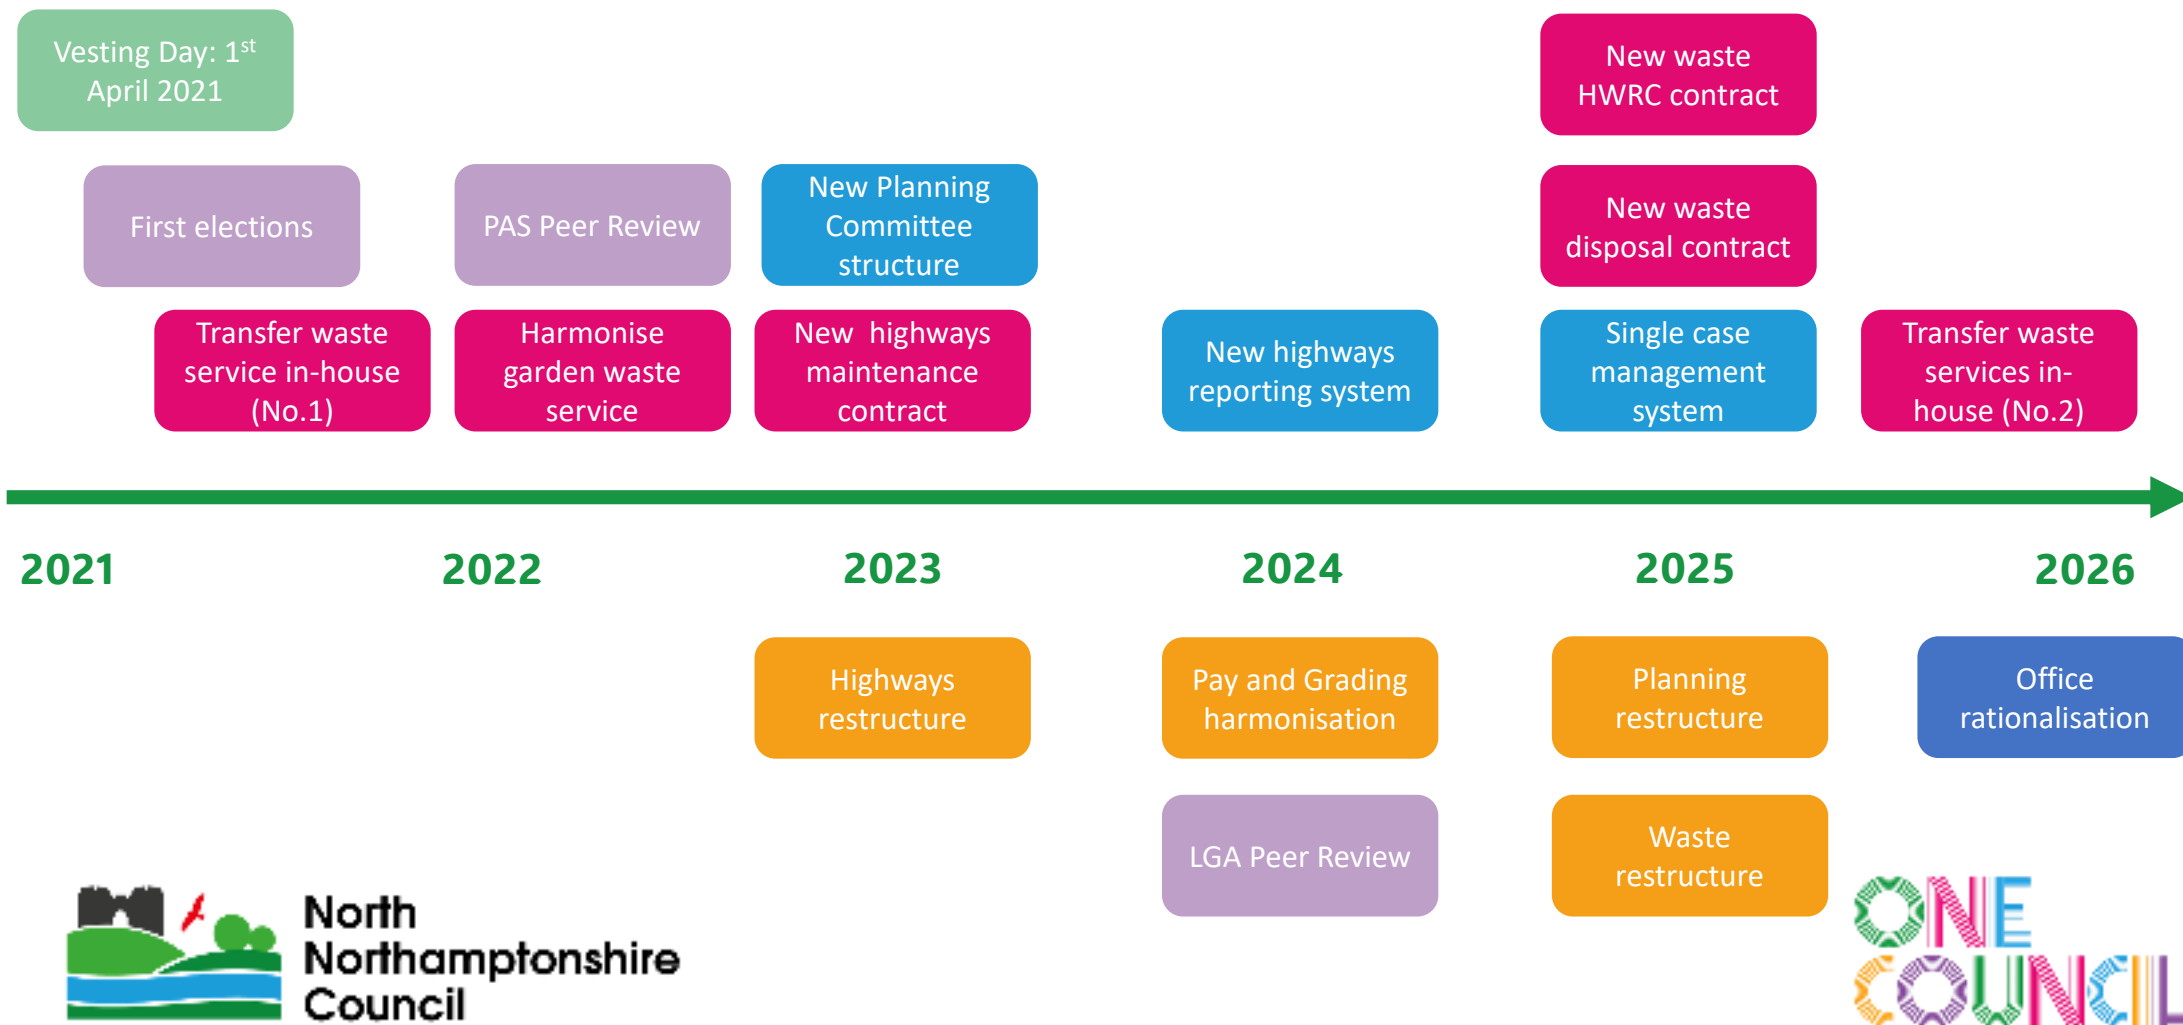 Vesting Day: 1st
April 2021
New waste
HWRC contract
First elections
PAS Peer Review
New Planning
Committee
structure
New waste
disposal contract
Transfer waste
service in-house
(No.1)
Harmonise
garden waste
service
New  highways
maintenance
contract
New highways
reporting system
Single case
management
system
Transfer waste
services in-
house (No.2)
2021
2022
2023
2024
2025
2026
Highways
restructure
Pay and Grading
harmonisation
Planning
restructure
Office
rationalisation
LGA Peer Review
Waste
restructure
North
Northamptonshire
Council
ONE
COUNCIL